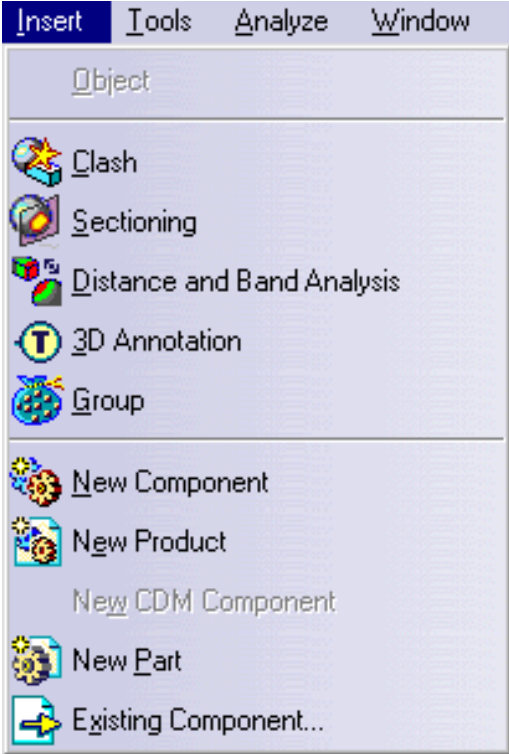 Insert Tools Analyze Window
Object
Clash
Sectioning
Distance and Band Analysis
T 3D Annotation
Group
New Component
New Product
New CDM Component
New Part
Existing Component...